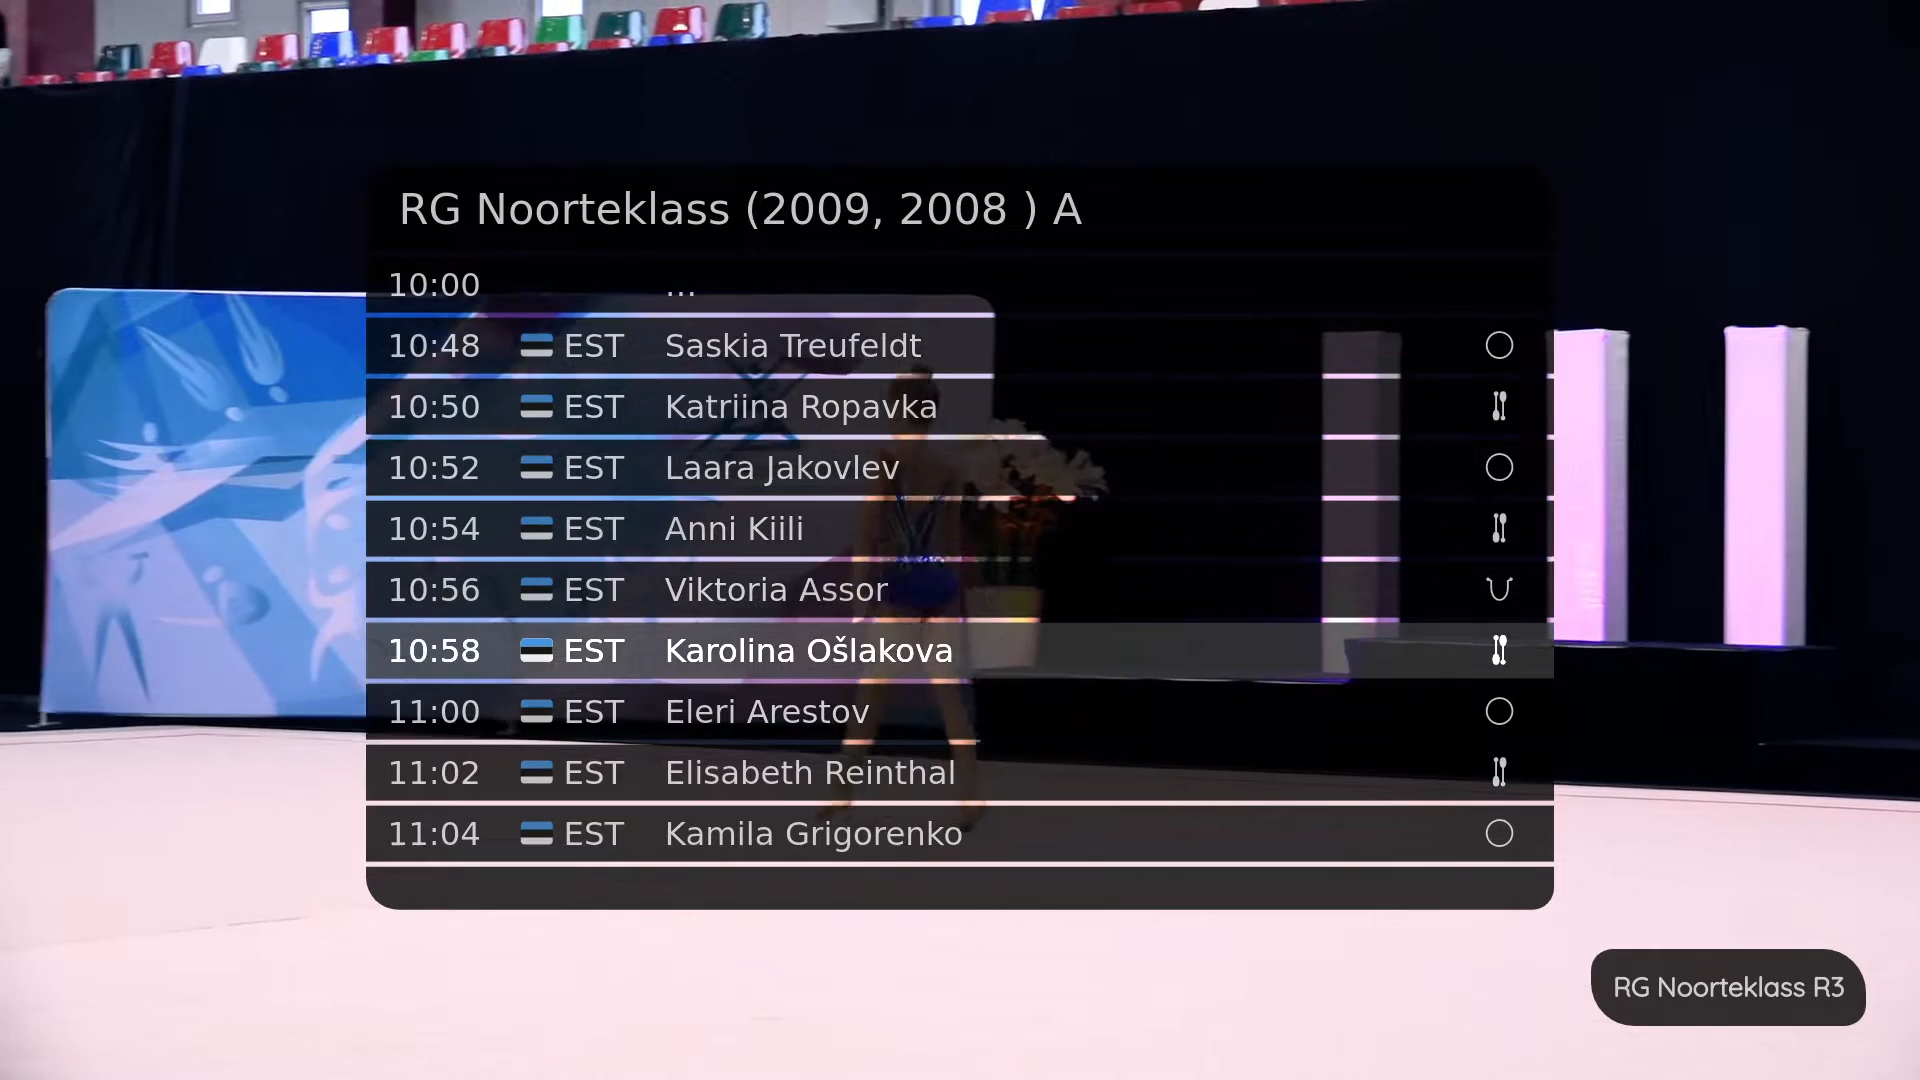 RG Noorteklass (2009, 2008 ) A
10:00 ...
10:48 EST Saskia Treufeldt
10:50 EST Katriina Ropavka
10:52 EST Laara Jakovlev
10:54 EST Anni Kiili
10:56 EST Viktoria Assor
10:58 EST Karolina Ošlakova
11:00 EST Eleri Arestov
11:02 EST Elisabeth Reinthal
11:04 EST Kamila Grigorenko
RG Noorteklass R3